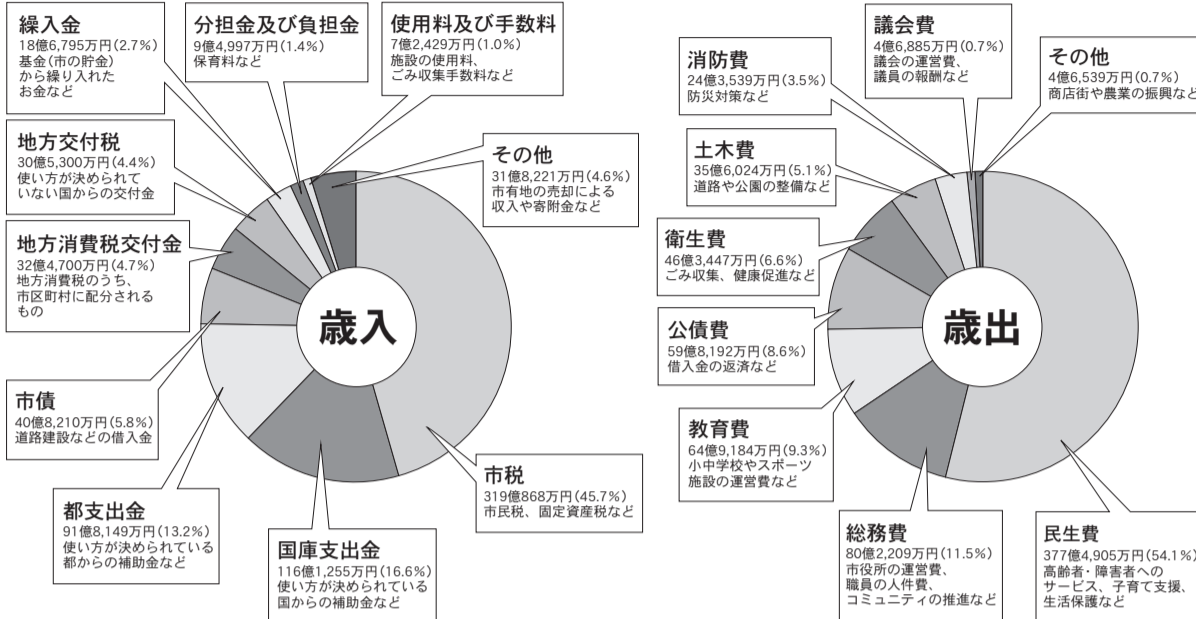 繰入金
18億6,795万円(2.7%)
基金(市の貯金)
から繰り入れた
お金など
分担金及び負担金
9億4,997万円(1.4%)
保育料など
使用料及び手数料
7億2,429万円(1.0%)
施設の使用料、
ごみ収集手数料など
地方交付税
30億5,300万円(4.4%)
使い方が決められて
いない国からの交付金
その他
31億8,221万円(4.6%)
市有地の売却による
収入や寄附金など
地方消費税交付金
32億4,700万円(4.7%)
地方消費税のうち、
市区町村に配分される
もの
歳入
市債
40億8,210万円(5.8%)
道路建設などの借入金
市税
319億868万円(45.7%)
市民税、固定資産税など
都支出金
91億8,149万円(13.2%)
使い方が決められている
都からの補助金など
国庫支出金
116億1,255万円(16.6%)
使い方が決められている
国からの補助金など
議会費
4億6,885万円(0.7%)
議会の運営費、
議員の報酬など
その他
4億6,539万円(0.7%)
商店街や農業の振興など
消防費
24億3,539万円(3.5%)
防災対策など
土木費
35億6,024万円(5.1%)
道路や公園の整備など
衛生費
46億3,447万円(6.6%)
ごみ収集、健康促進など
歳出
公債費
59億8,192万円(8.6%)
借入金の返済など
教育費
64億9,184万円(9.3%)
小中学校やスポーツ
施設の運営費など
総務費
80億2,209万円(11.5%)
市役所の運営費、
職員の人件費、
コミュニティの推進など
民生費
377億4,905万円(54.1%)
高齢者・障害者への
サービス、子育て支援、
生活保護など